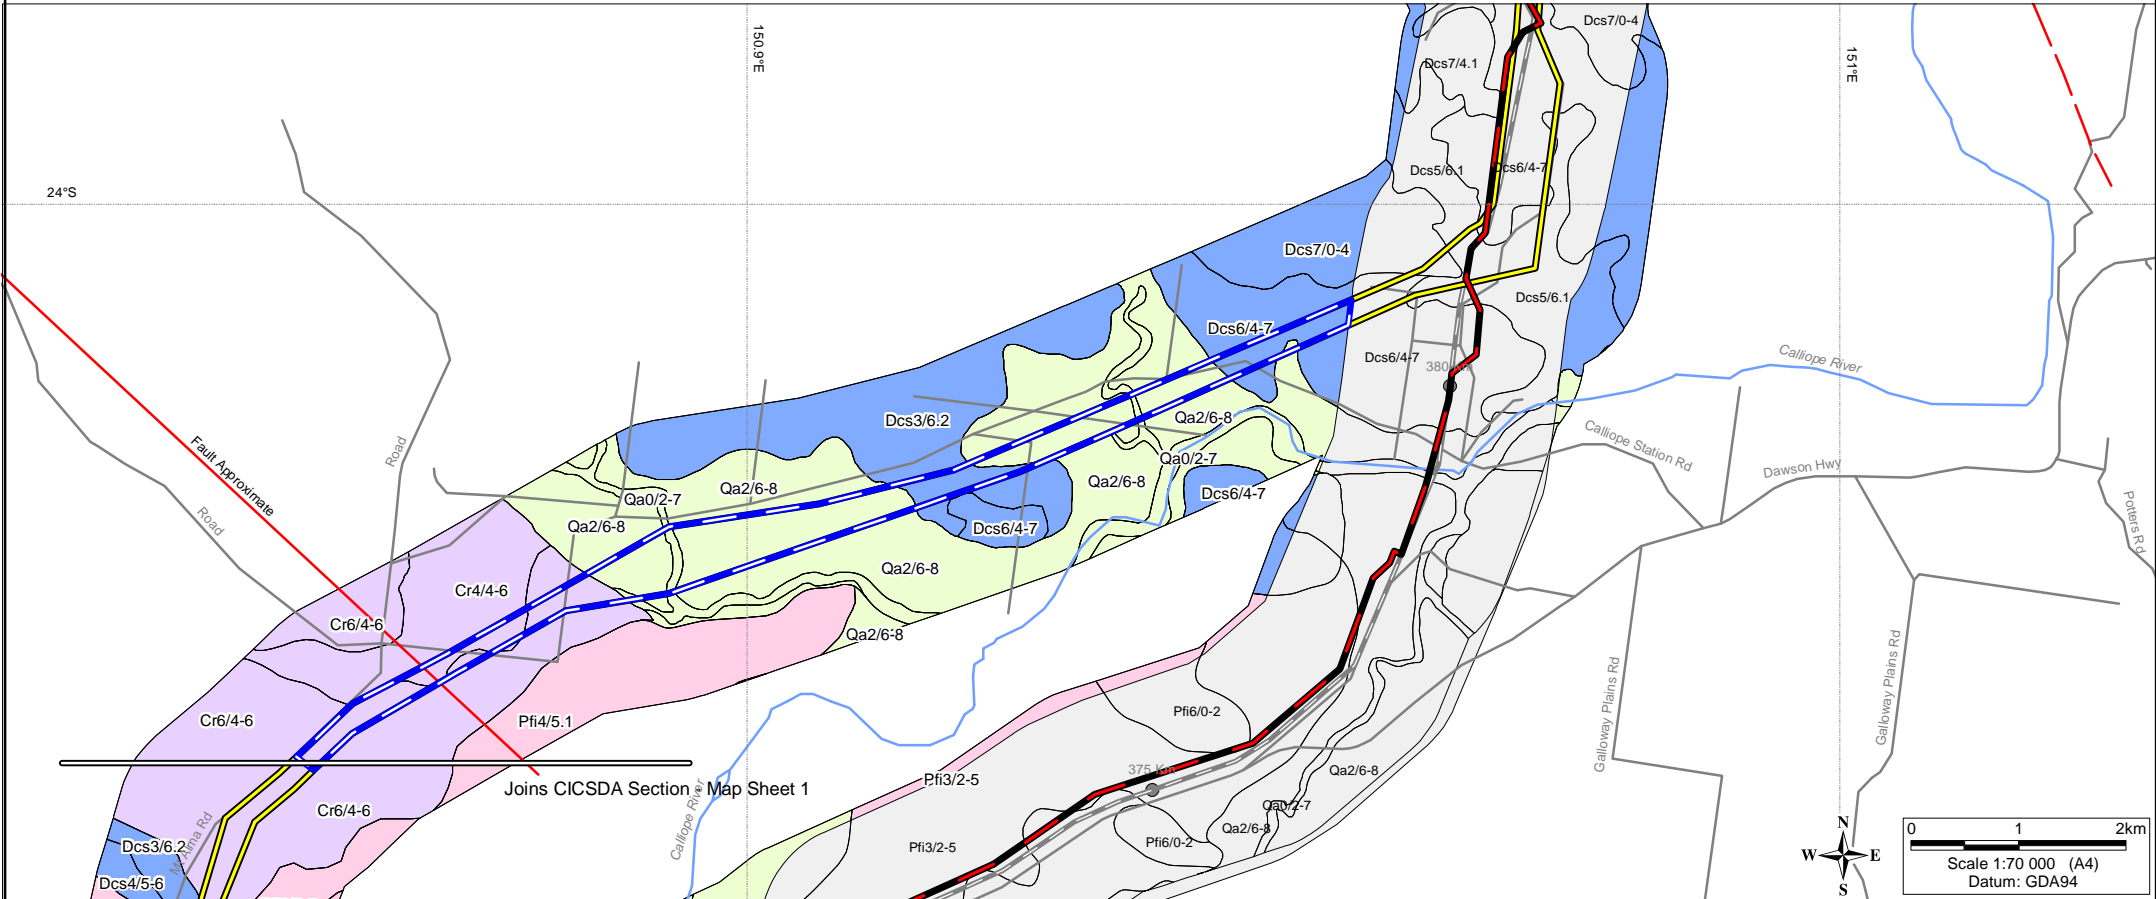 Dcs7/0-4
150.9°E
151°E
Dcs7/4.1
Dcs5/6.1
Dcs6/4-7
24°S
Dcs7/0-4
Dcs5/6.1
Dcs6/4-7
Dcs6/4-7
380 Km
Calliope River
Dcs3/6.2
Qa2/6-8
Calliope Station Rd
Fault Approximate
Road
Qa0/2-7
Dawson Hwy
Qa2/6-8
Qa2/6-8
Qa0/2-7
Dcs6/4-7
Potters Rd
Road
Qa2/6-8
Dcs6/4-7
Qa2/6-8
Cr4/4-6
Cr6/4-6
Qa2/6-8
Galloway Plains Rd
Galloway Plains Rd
Cr6/4-6
Pfi4/5.1
Pfi6/0-2
375 Km
Qa2/6-8
Pfi3/2-5
Joins CICSDA Section - Map Sheet 1
Cr6/4-6
Qa0/2-7
Calliope River
Qa2/6-8
Mt Alma Rd
Dcs3/6.2
Pfi3/2-5
Pfi6/0-2
Dcs4/5-6
N
W E
S
0 1 2km
Scale 1:70 000 (A4)
Datum: GDA94